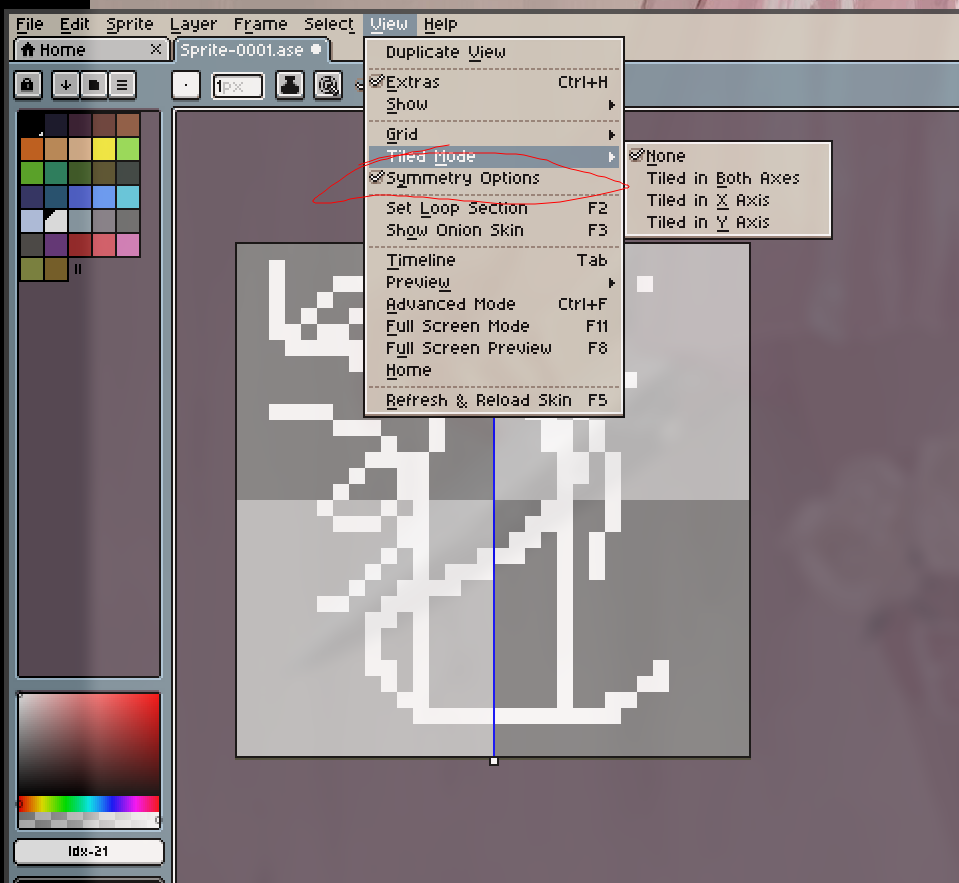 File Edit Sprite Layer Frame Select View Help
Home Sprite-0001.ase
1px
Duplicate View
Extras Ctrl+H
Show
Grid
Tiled Mode
Symmetry Options
Set Loop Section F2
Show Onion Skin F3
Timeline Tab
Preview
Advanced Mode Ctrl+F
Full Screen Mode F11
Full Screen Preview F8
Home
Refresh & Reload Skin F5
None
Tiled in Both Axes
Tiled in X Axis
Tiled in Y Axis
Idx-21